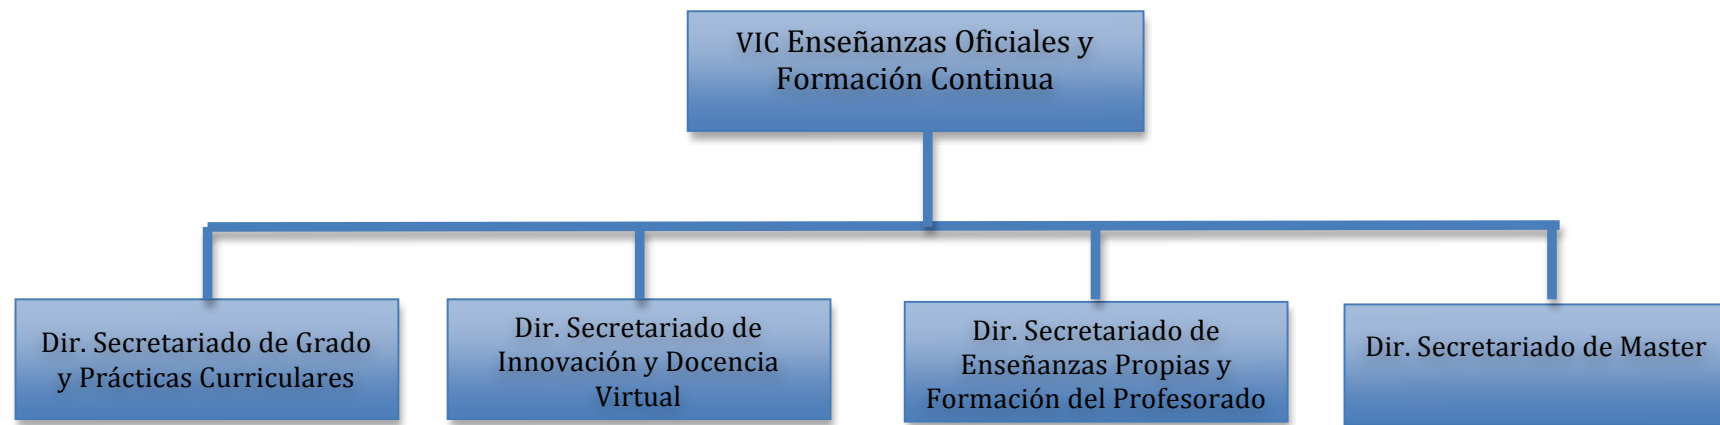 VIC Enseñanzas Oficiales y
Formación Continua
Dir. Secretariado de Grado
y Prácticas Curriculares
Dir. Secretariado de
Innovación y Docencia
Virtual
Dir. Secretariado de
Enseñanzas Propias y
Formación del Profesorado
Dir. Secretariado de Master